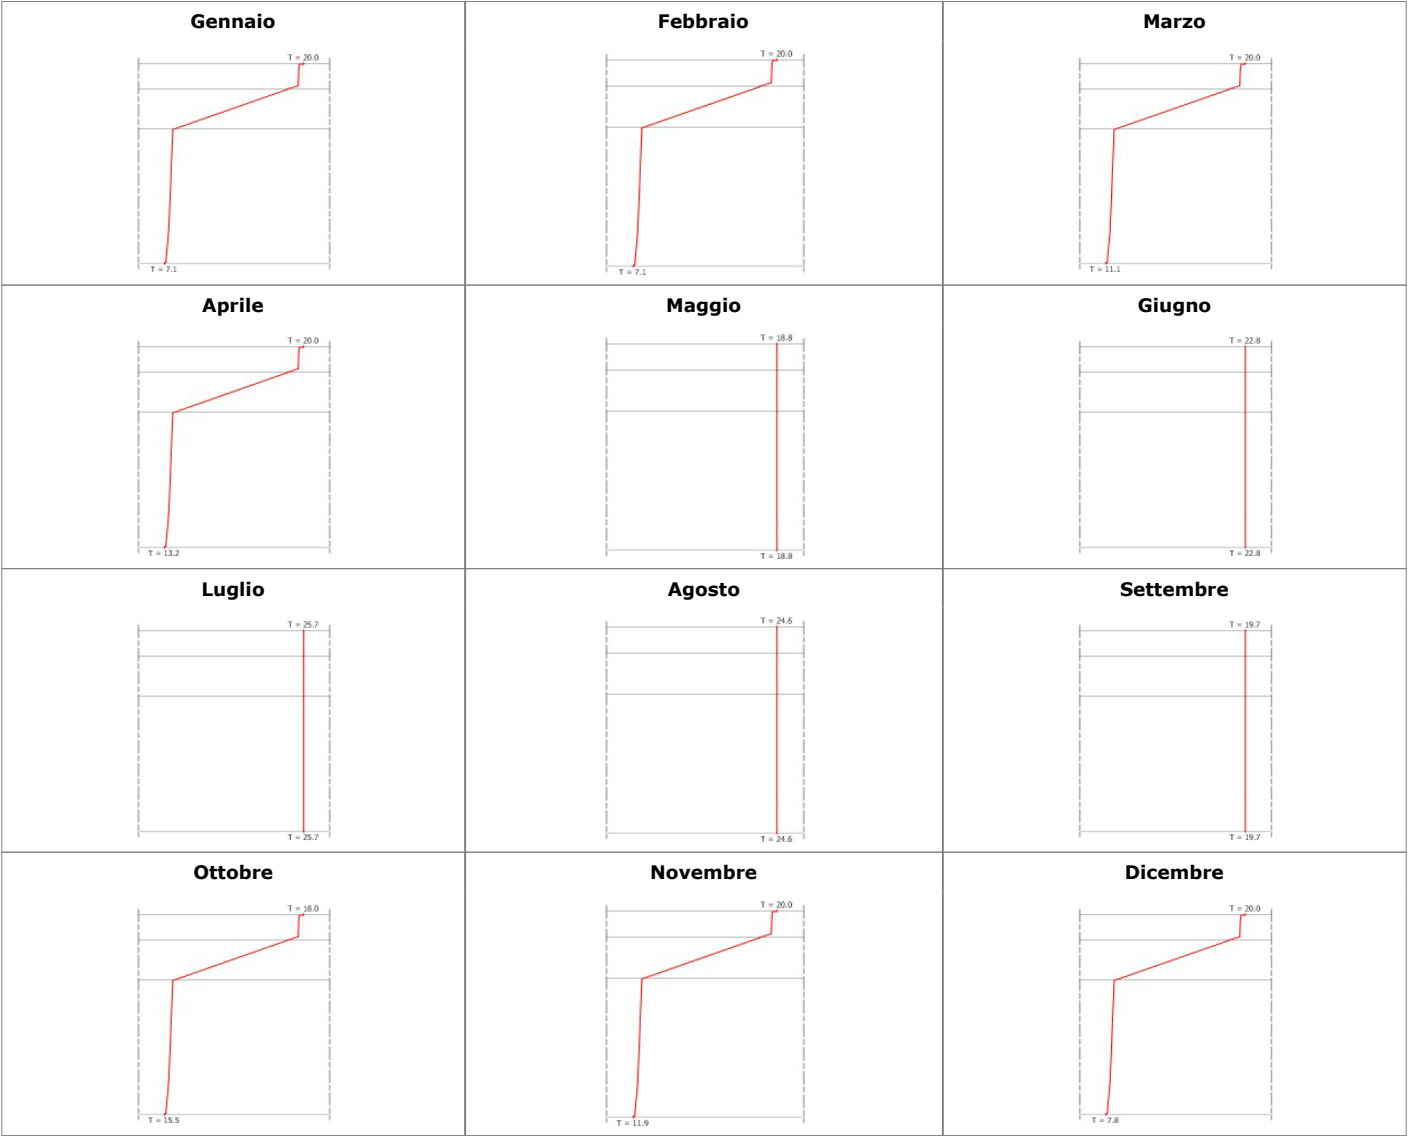 Gennaio
Febbraio
Marzo
T = 20.0
T = 20.0
T = 20.0
T = 7.1
T = 7.1
T = 11.1
Aprile
Maggio
Giugno
T = 20.0
T = 18.8
T = 22.8
T = 13.2
T = 18.8
T = 22.8
Luglio
Agosto
Settembre
T = 25.7
T = 24.6
T = 19.7
T = 25.7
T = 24.6
T = 19.7
Ottobre
Novembre
Dicembre
T = 18.0
T = 20.0
T = 20.0
T = 15.5
T = 11.9
T = 7.8